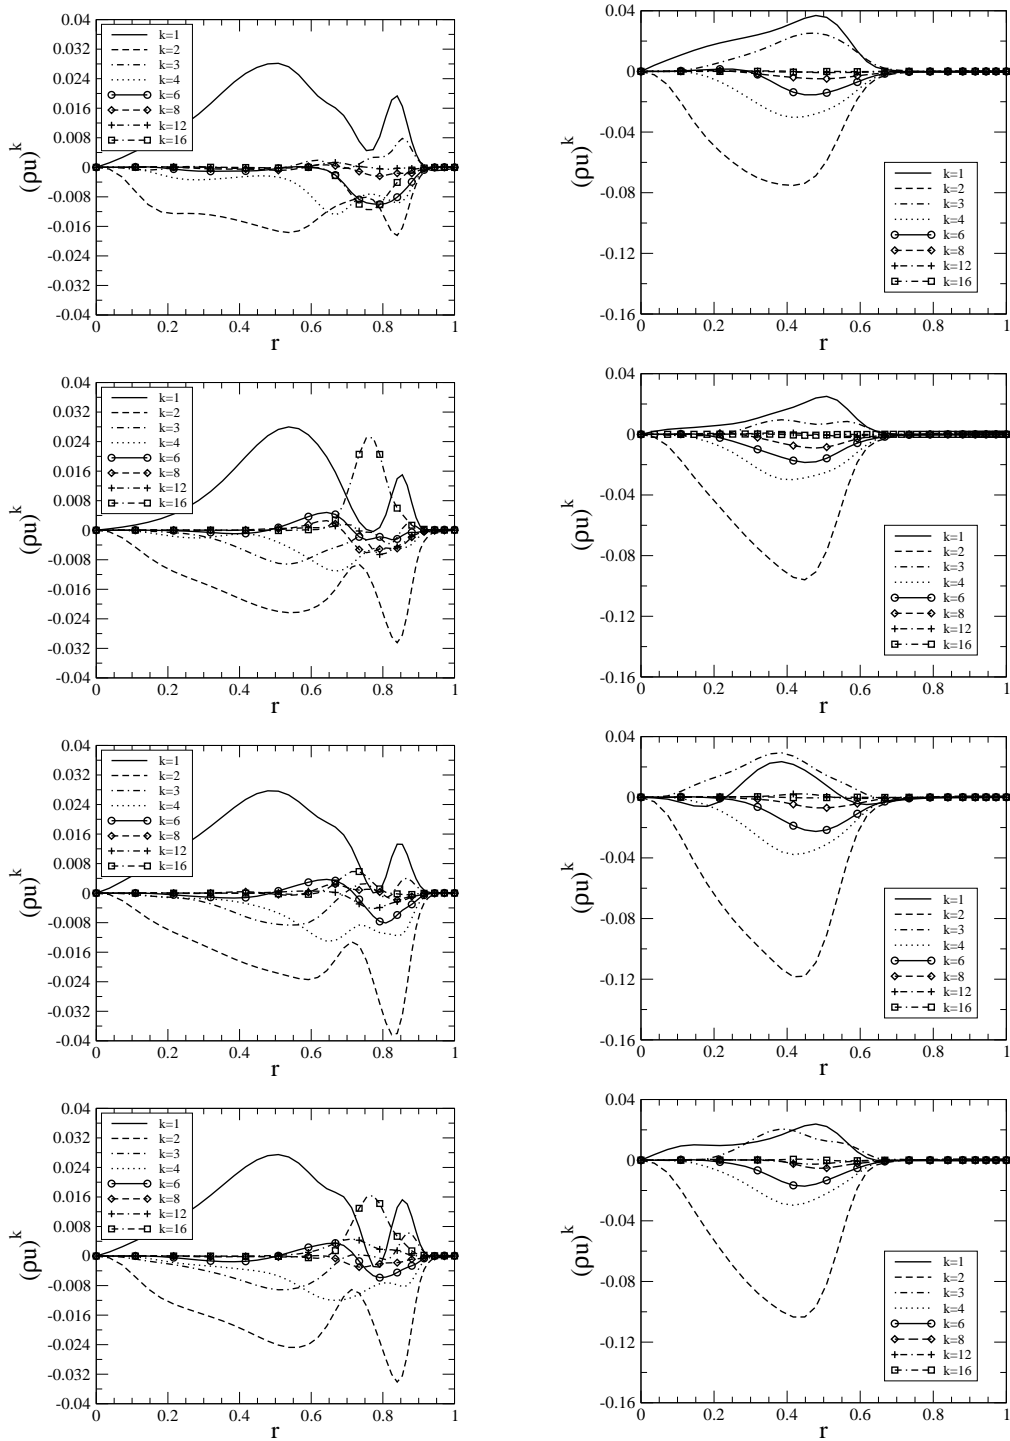 0.04
0.032
0.024
0.016
0.008
0
-0.008
-0.016
-0.024
-0.032
-0.04
(ρu)^k
k=1
k=2
k=3
k=4
k=6
k=8
k=12
k=16
0 0.2 0.4 0.6 0.8 1
r
0.04
0
-0.04
-0.08
-0.12
-0.16
(ρu)^k
k=1
k=2
k=3
k=4
k=6
k=8
k=12
k=16
0 0.2 0.4 0.6 0.8 1
r
0.04
0.032
0.024
0.016
0.008
0
-0.008
-0.016
-0.024
-0.032
-0.04
(ρu)^k
k=1
k=2
k=3
k=4
k=6
k=8
k=12
k=16
0 0.2 0.4 0.6 0.8 1
r
0.04
0
-0.04
-0.08
-0.12
-0.16
(ρu)^k
k=1
k=2
k=3
k=4
k=6
k=8
k=12
k=16
0 0.2 0.4 0.6 0.8 1
r
0.04
0.032
0.024
0.016
0.008
0
-0.008
-0.016
-0.024
-0.032
-0.04
(ρu)^k
k=1
k=2
k=3
k=4
k=6
k=8
k=12
k=16
0 0.2 0.4 0.6 0.8 1
r
0.04
0
-0.04
-0.08
-0.12
-0.16
(ρu)^k
k=1
k=2
k=3
k=4
k=6
k=8
k=12
k=16
0 0.2 0.4 0.6 0.8 1
r
0.04
0.032
0.024
0.016
0.008
0
-0.008
-0.016
-0.024
-0.032
-0.04
(ρu)^k
k=1
k=2
k=3
k=4
k=6
k=8
k=12
k=16
0 0.2 0.4 0.6 0.8 1
r
0.04
0
-0.04
-0.08
-0.12
-0.16
(ρu)^k
k=1
k=2
k=3
k=4
k=6
k=8
k=12
k=16
0 0.2 0.4 0.6 0.8 1
r